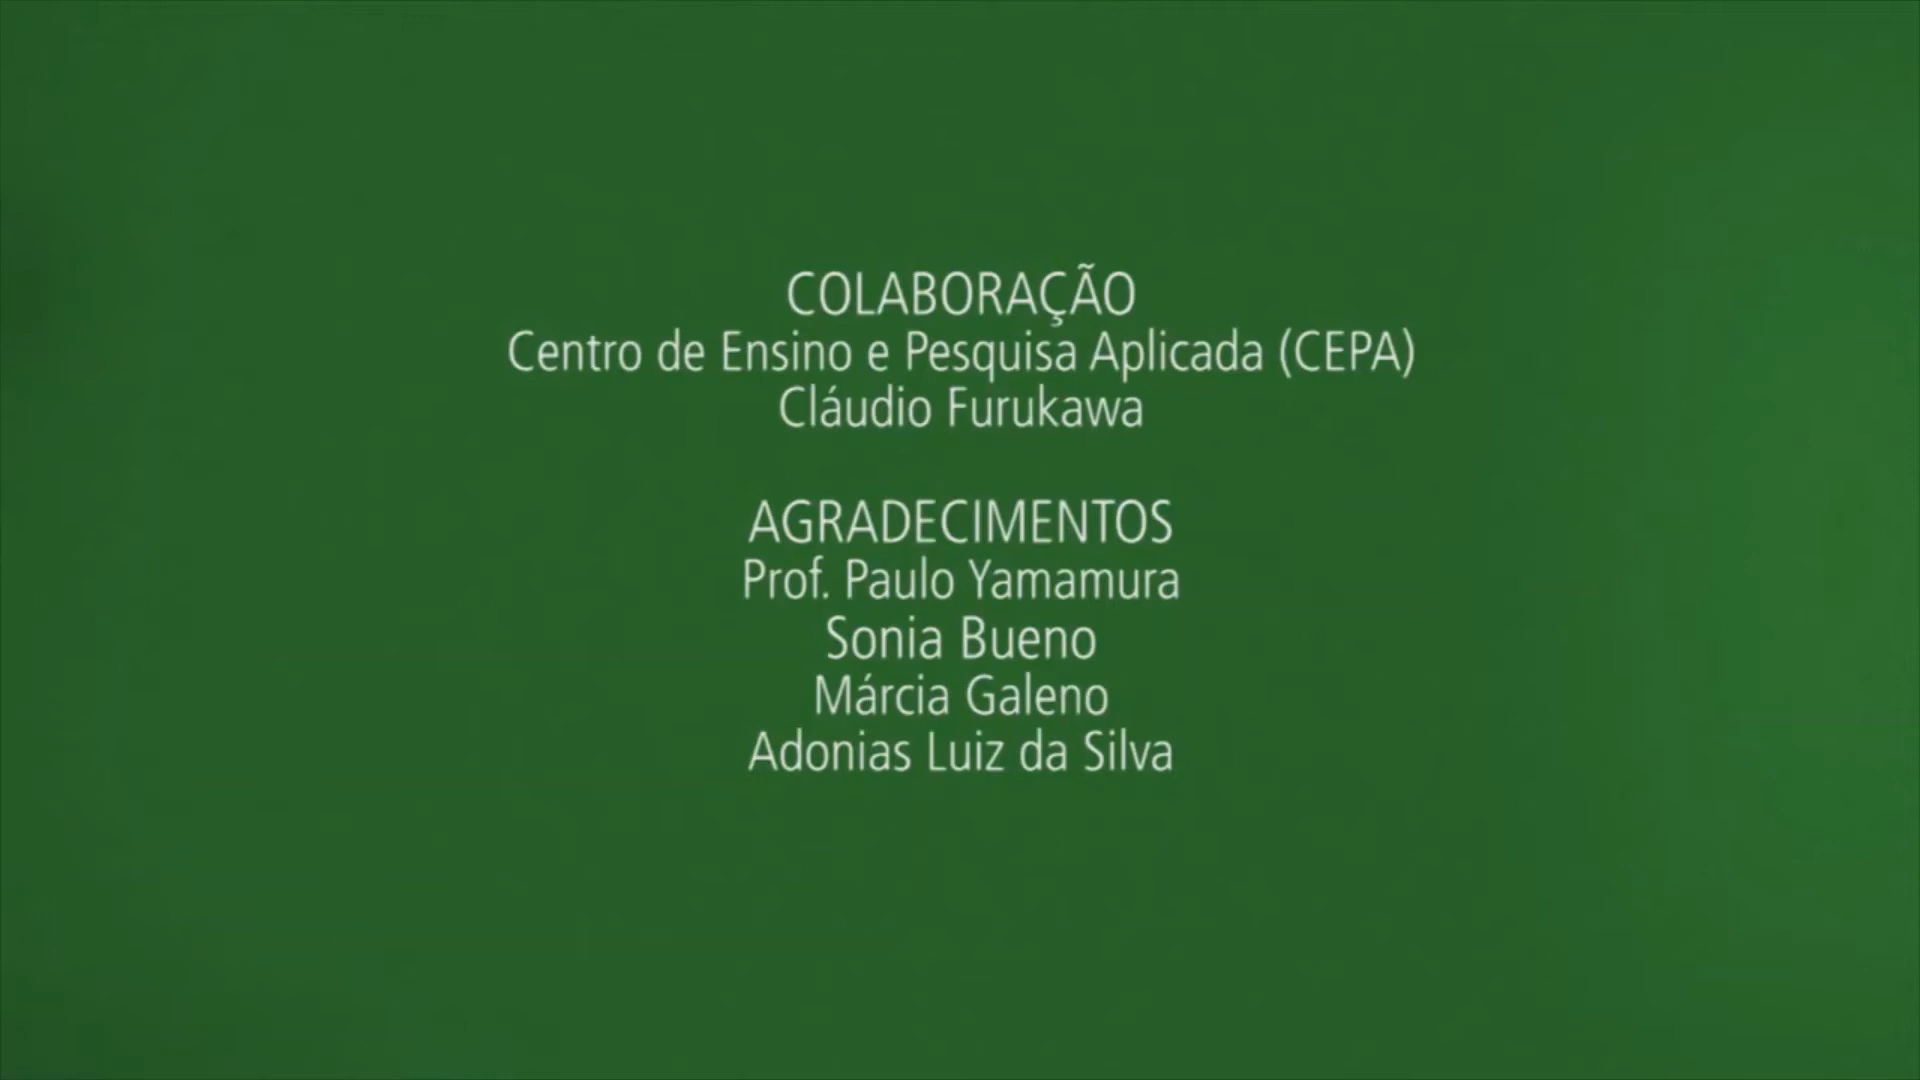 COLABORAÇÃO
Centro de Ensino e Pesquisa Aplicada (CEPA)
Cláudio Furukawa
AGRADECIMENTOS
Prof. Paulo Yamamura
Sonia Bueno
Márcia Galeno
Adonias Luiz da Silva